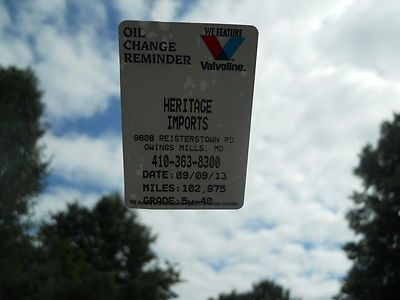 OIL
CHANGE
REMINDER
WE FEATURE
Valvoline™
HERITAGE
IMPORTS
9808 REISTERSTOWN RD
OWINGS MILLS, MD
410-363-8300
DATE:09/09/13
MILES:102,975
GRADE:5w-40